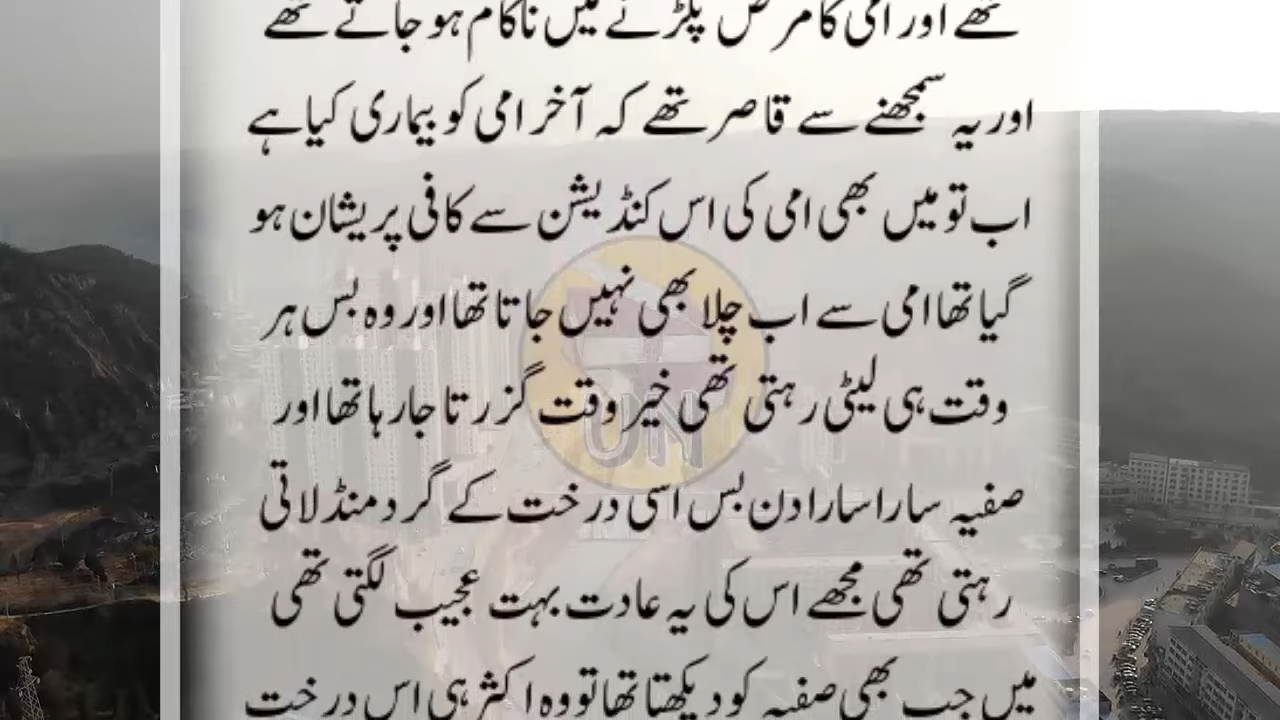 تھے اور امی کا مرض پکڑنے میں ناکام ہو جاتے تھے
اور یہ سمجھنے سے قاصر تھے کہ آخر امی کو بیماری کیا ہے
اب تو میں بھی امی کی اس کنڈیشن سے کافی پریشان ہو
گیا تھا امی سے اب چلا بھی نہیں جاتا تھا اور وہ بس ہر
وقت ہی لیٹی رہتی تھی خیر وقت گزرتا جارہا تھا اور
صفیہ سارا سارا دن بس اسی درخت کے گرد منڈلاتی
رہتی تھی مجھے اس کی یہ عادت بہت عجیب لگتی تھی
میں جب بھی صفیہ کو دیکھتا تھا تو وہ اکثر ہی اس درخت
UN